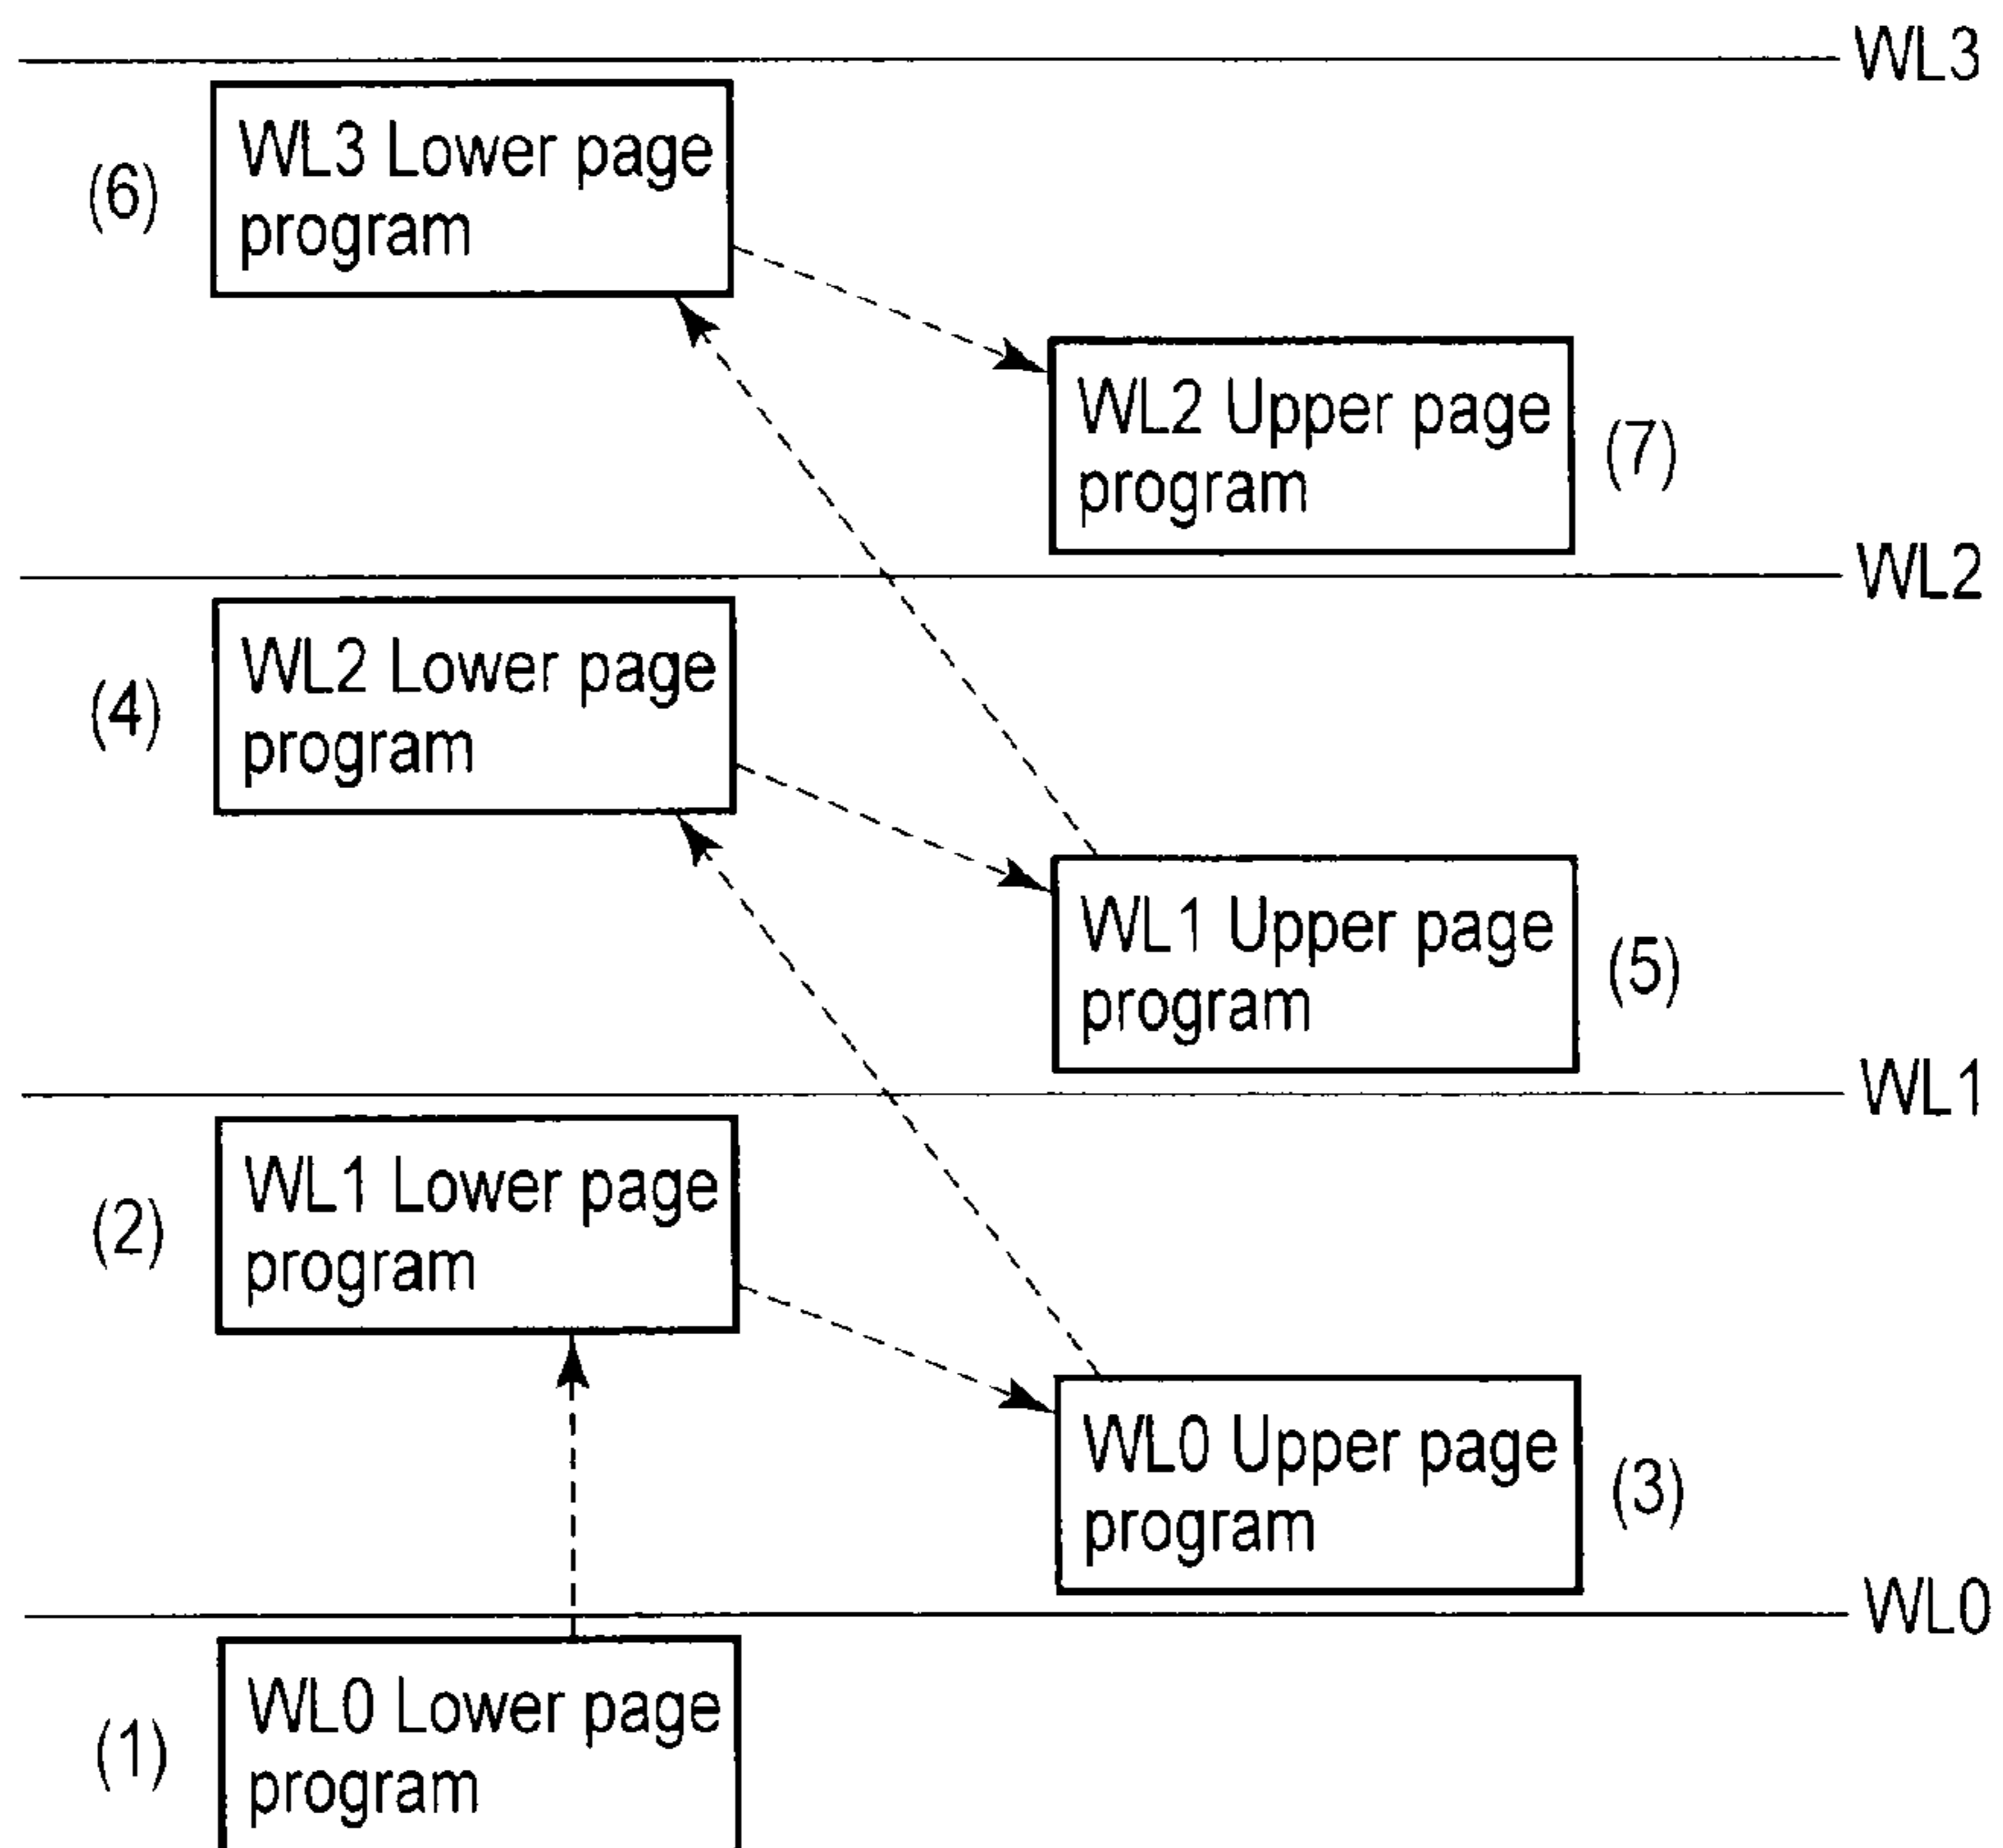 WL3
WL3 Lower page
program
(6)
WL2 Upper page
program
(7)
WL2
WL2 Lower page
program
(4)
WL1 Upper page
program
(5)
WL1
WL1 Lower page
program
(2)
WL0 Upper page
program
(3)
WL0
WL0 Lower page
program
(1)